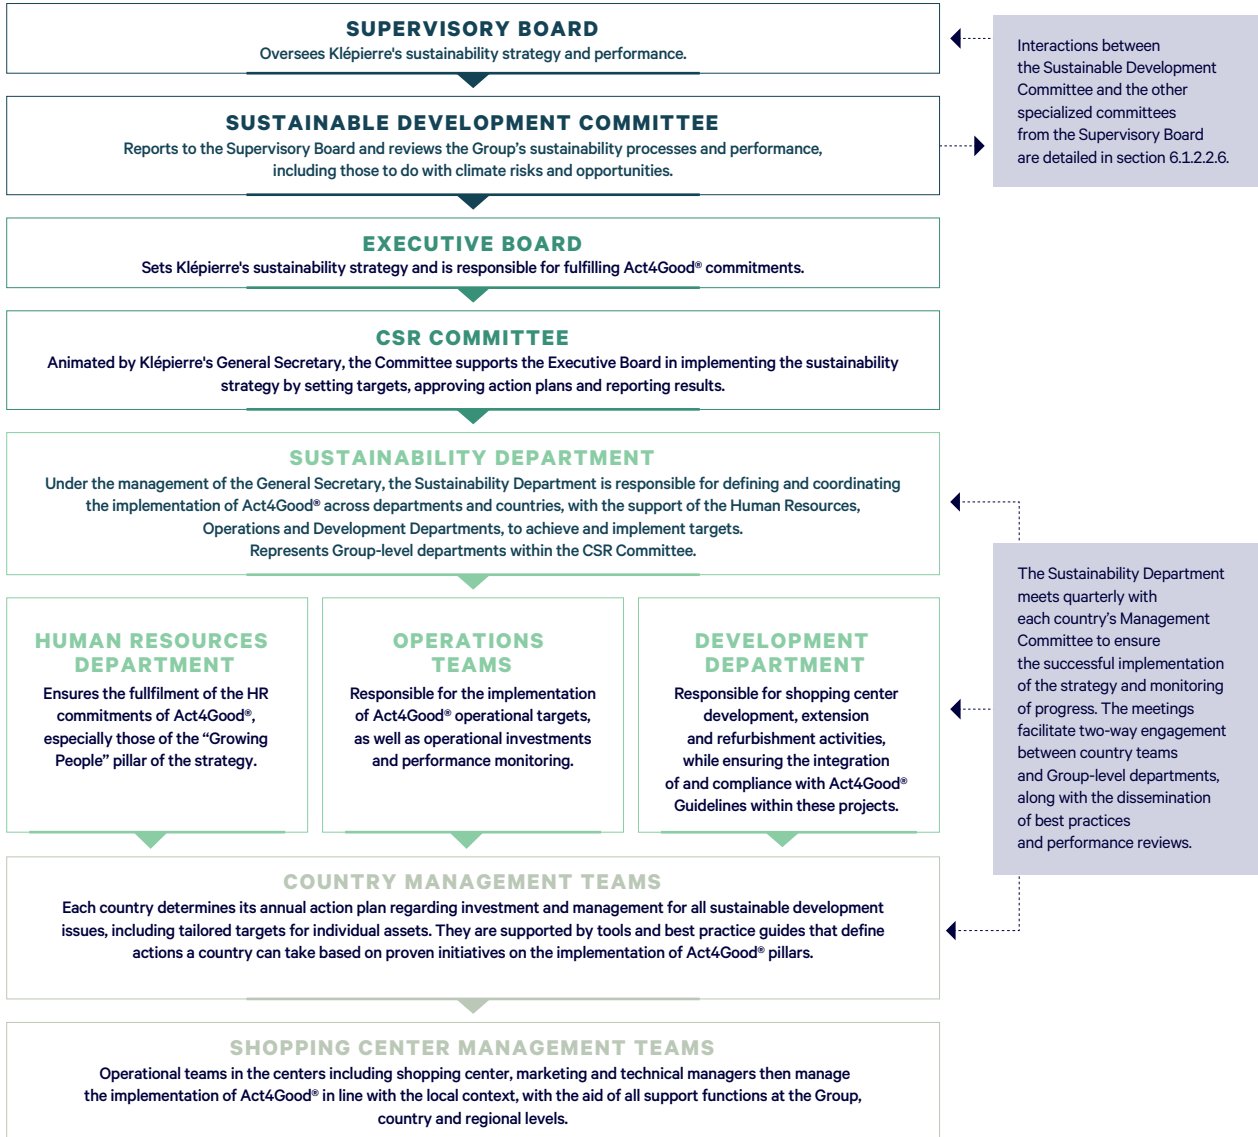 SUPERVISORY BOARD
Oversees Klépierre's sustainability strategy and performance.
Interactions between
the Sustainable Development
Committee and the other
specialized committees
from the Supervisory Board
are detailed in section 6.1.2.2.6.
SUSTAINABLE DEVELOPMENT COMMITTEE
Reports to the Supervisory Board and reviews the Group’s sustainability processes and performance,
including those to do with climate risks and opportunities.
EXECUTIVE BOARD
Sets Klépierre's sustainability strategy and is responsible for fulfilling Act4Good® commitments.
CSR COMMITTEE
Animated by Klépierre's General Secretary, the Committee supports the Executive Board in implementing the sustainability
strategy by setting targets, approving action plans and reporting results.
SUSTAINABILITY DEPARTMENT
Under the management of the General Secretary, the Sustainability Department is responsible for defining and coordinating
the implementation of Act4Good® across departments and countries, with the support of the Human Resources,
Operations and Development Departments, to achieve and implement targets.
Represents Group-level departments within the CSR Committee.
HUMAN RESOURCES
DEPARTMENT
Ensures the fullfilment of the HR
commitments of Act4Good®,
especially those of the “Growing
People” pillar of the strategy.
OPERATIONS
TEAMS
Responsible for the implementation
of Act4Good® operational targets,
as well as operational investments
and performance monitoring.
DEVELOPMENT
DEPARTMENT
Responsible for shopping center
development, extension
and refurbishment activities,
while ensuring the integration
of and compliance with Act4Good®
Guidelines within these projects.
The Sustainability Department
meets quarterly with
each country’s Management
Committee to ensure
the successful implementation
of the strategy and monitoring
of progress. The meetings
facilitate two-way engagement
between country teams
and Group-level departments,
along with the dissemination
of best practices
and performance reviews.
COUNTRY MANAGEMENT TEAMS
Each country determines its annual action plan regarding investment and management for all sustainable development
issues, including tailored targets for individual assets. They are supported by tools and best practice guides that define
actions a country can take based on proven initiatives on the implementation of Act4Good® pillars.
SHOPPING CENTER MANAGEMENT TEAMS
Operational teams in the centers including shopping center, marketing and technical managers then manage
the implementation of Act4Good® in line with the local context, with the aid of all support functions at the Group,
country and regional levels.